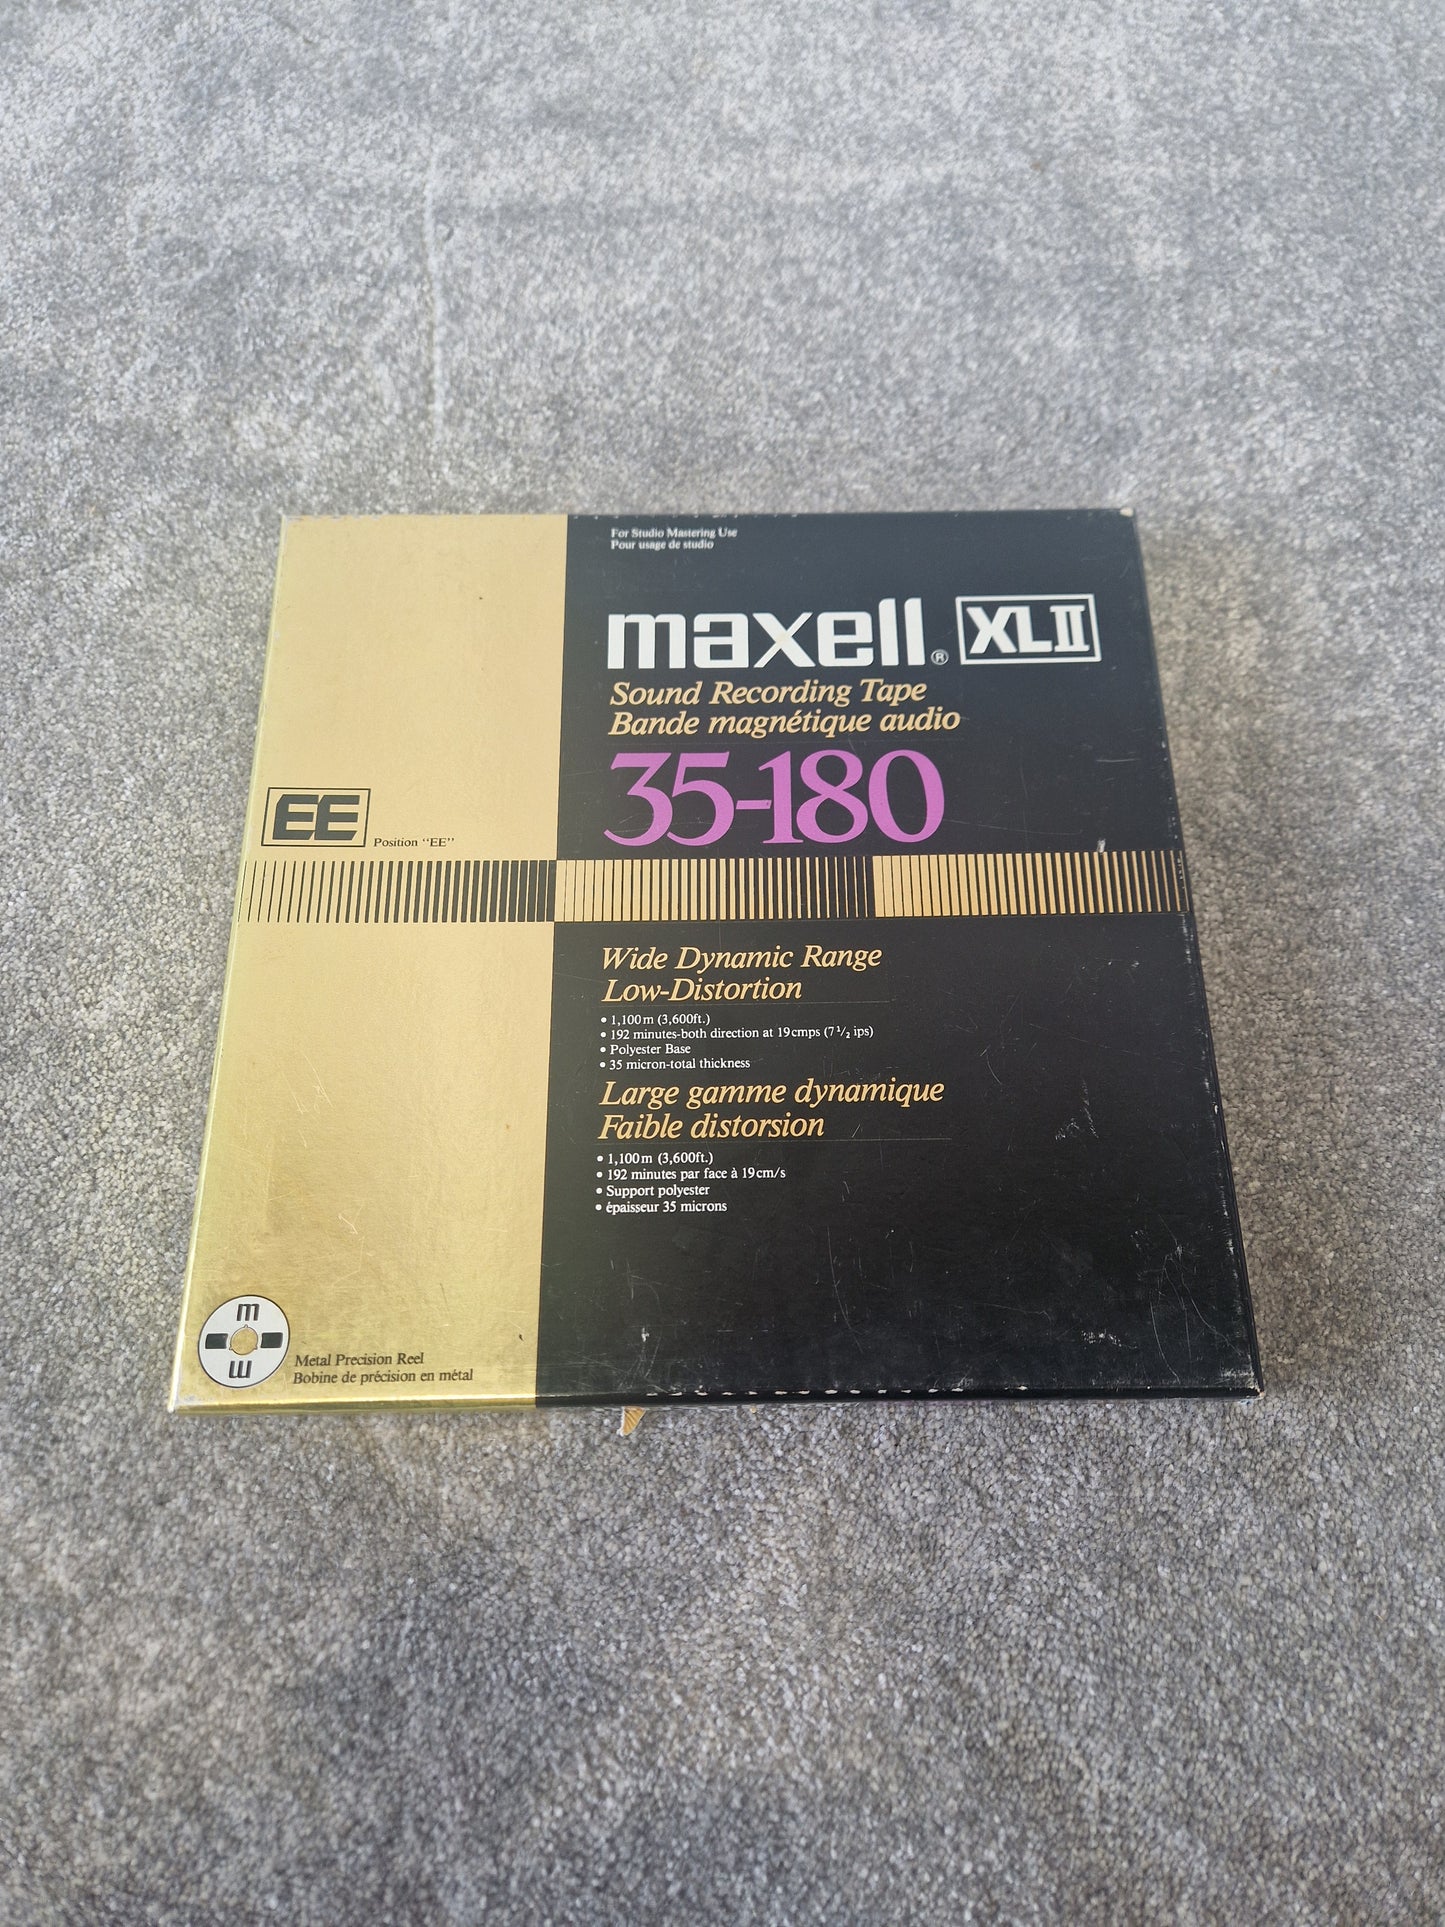 For Studio Mastering Use
Pour usage de studio
maxell® XLII
Sound Recording Tape
Bande magnétique audio
35-180
EE Position “EE”
Wide Dynamic Range
Low-Distortion
• 1,100m (3,600ft.)
• 192 minutes-both direction at 19cmps (7 1/2 ips)
• Polyester Base
• 35 micron-total thickness
Large gamme dynamique
Faible distorsion
• 1,100m (3,600ft.)
• 192 minutes par face à 19cm/s
• Support polyester
• épaisseur 35 microns
m
m
Metal Precision Reel
Bobine de précision en métal